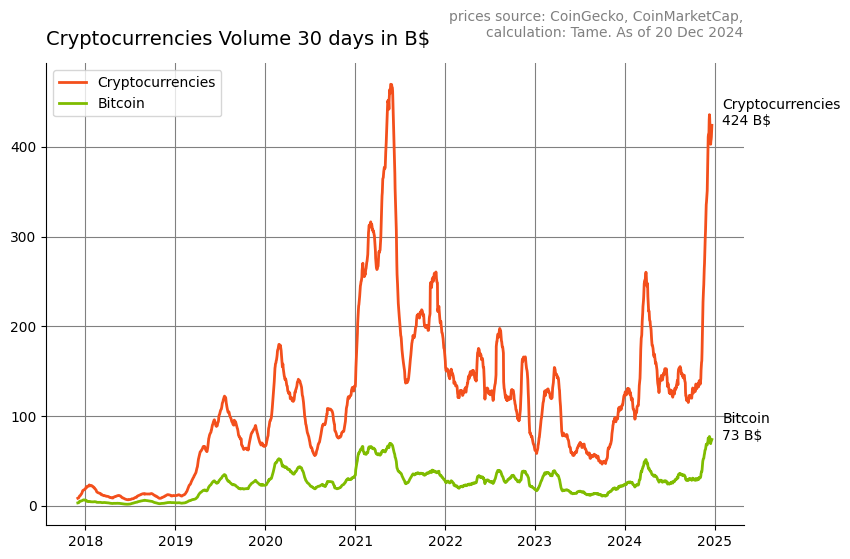 prices source: CoinGecko, CoinMarketCap,
calculation: Tame. As of 20 Dec 2024
Cryptocurrencies Volume 30 days in B$
Cryptocurrencies
Bitcoin
Cryptocurrencies
424 B$
Bitcoin
73 B$
400
300
200
100
0
2018 2019 2020 2021 2022 2023 2024 2025